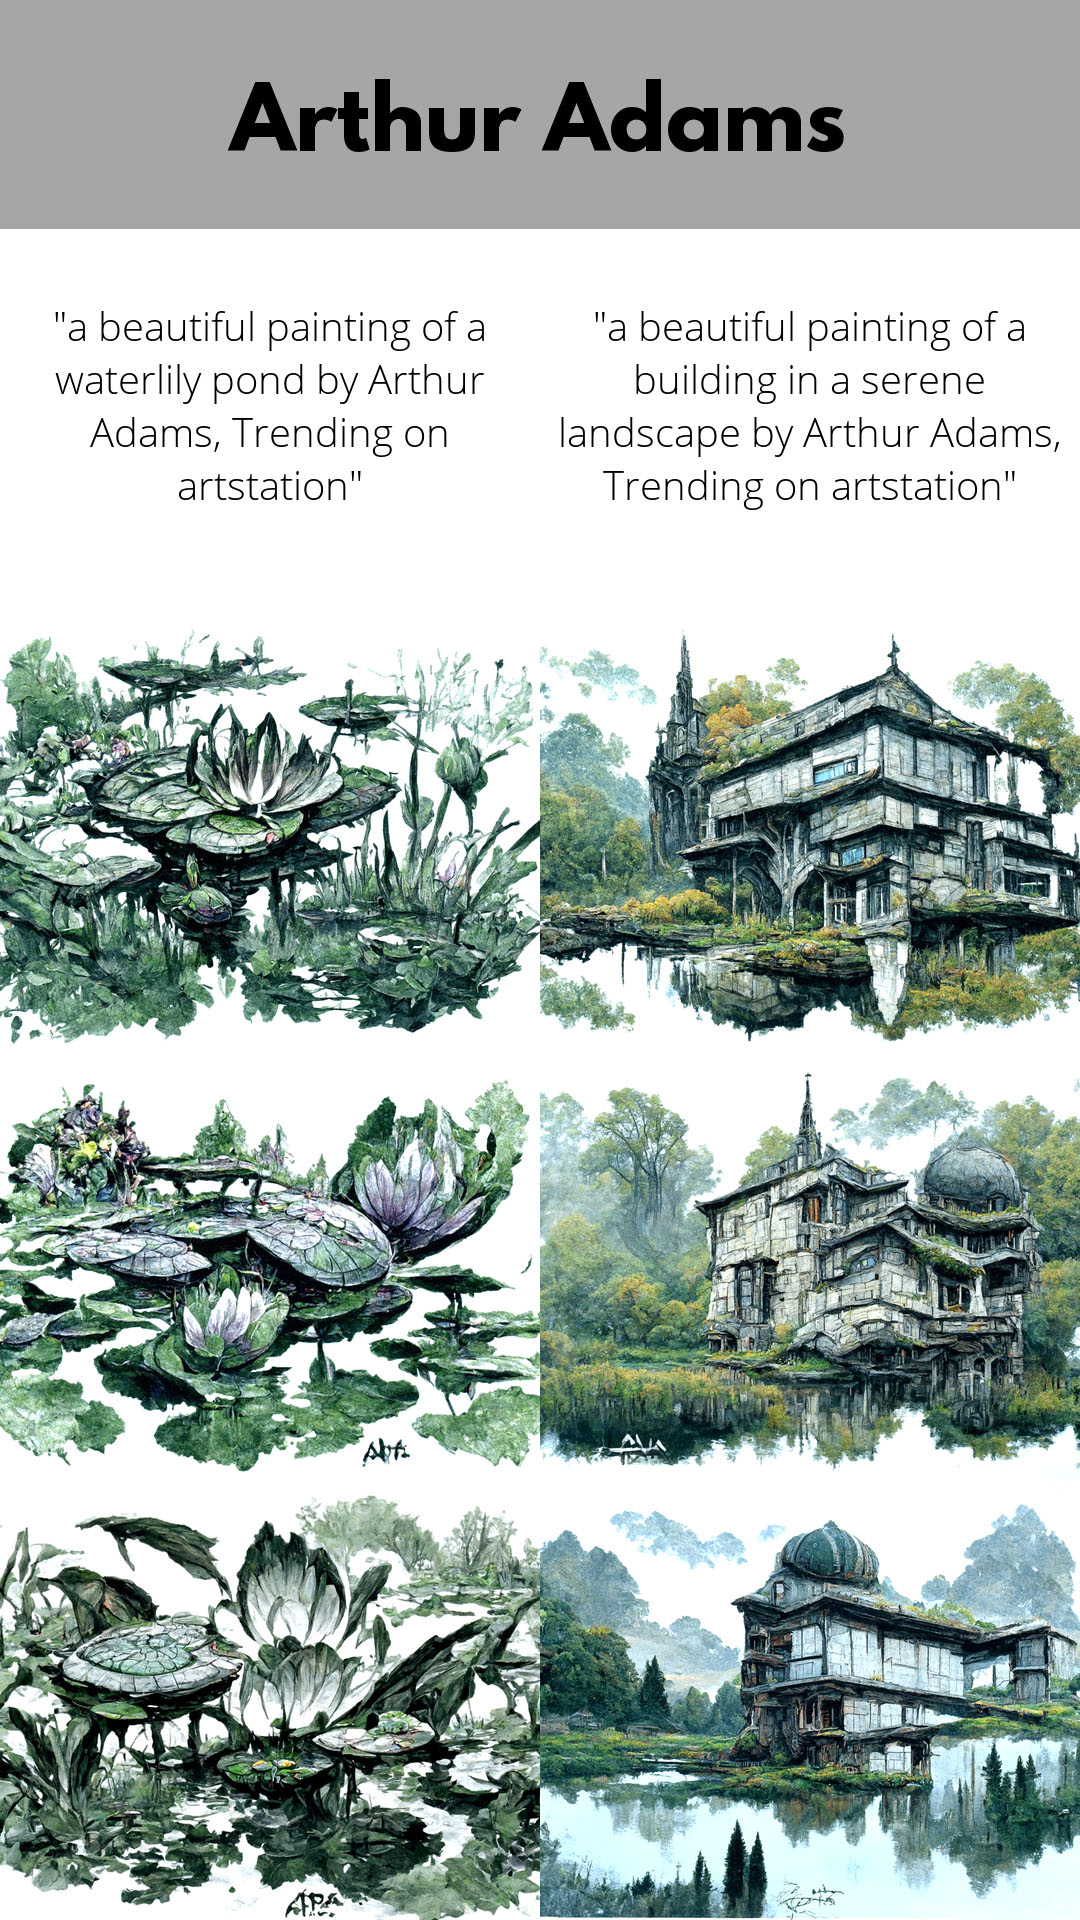 Arthur Adams
"a beautiful painting of a
waterlily pond by Arthur
Adams, Trending on
artstation"
"a beautiful painting of a
building in a serene
landscape by Arthur Adams,
Trending on artstation"